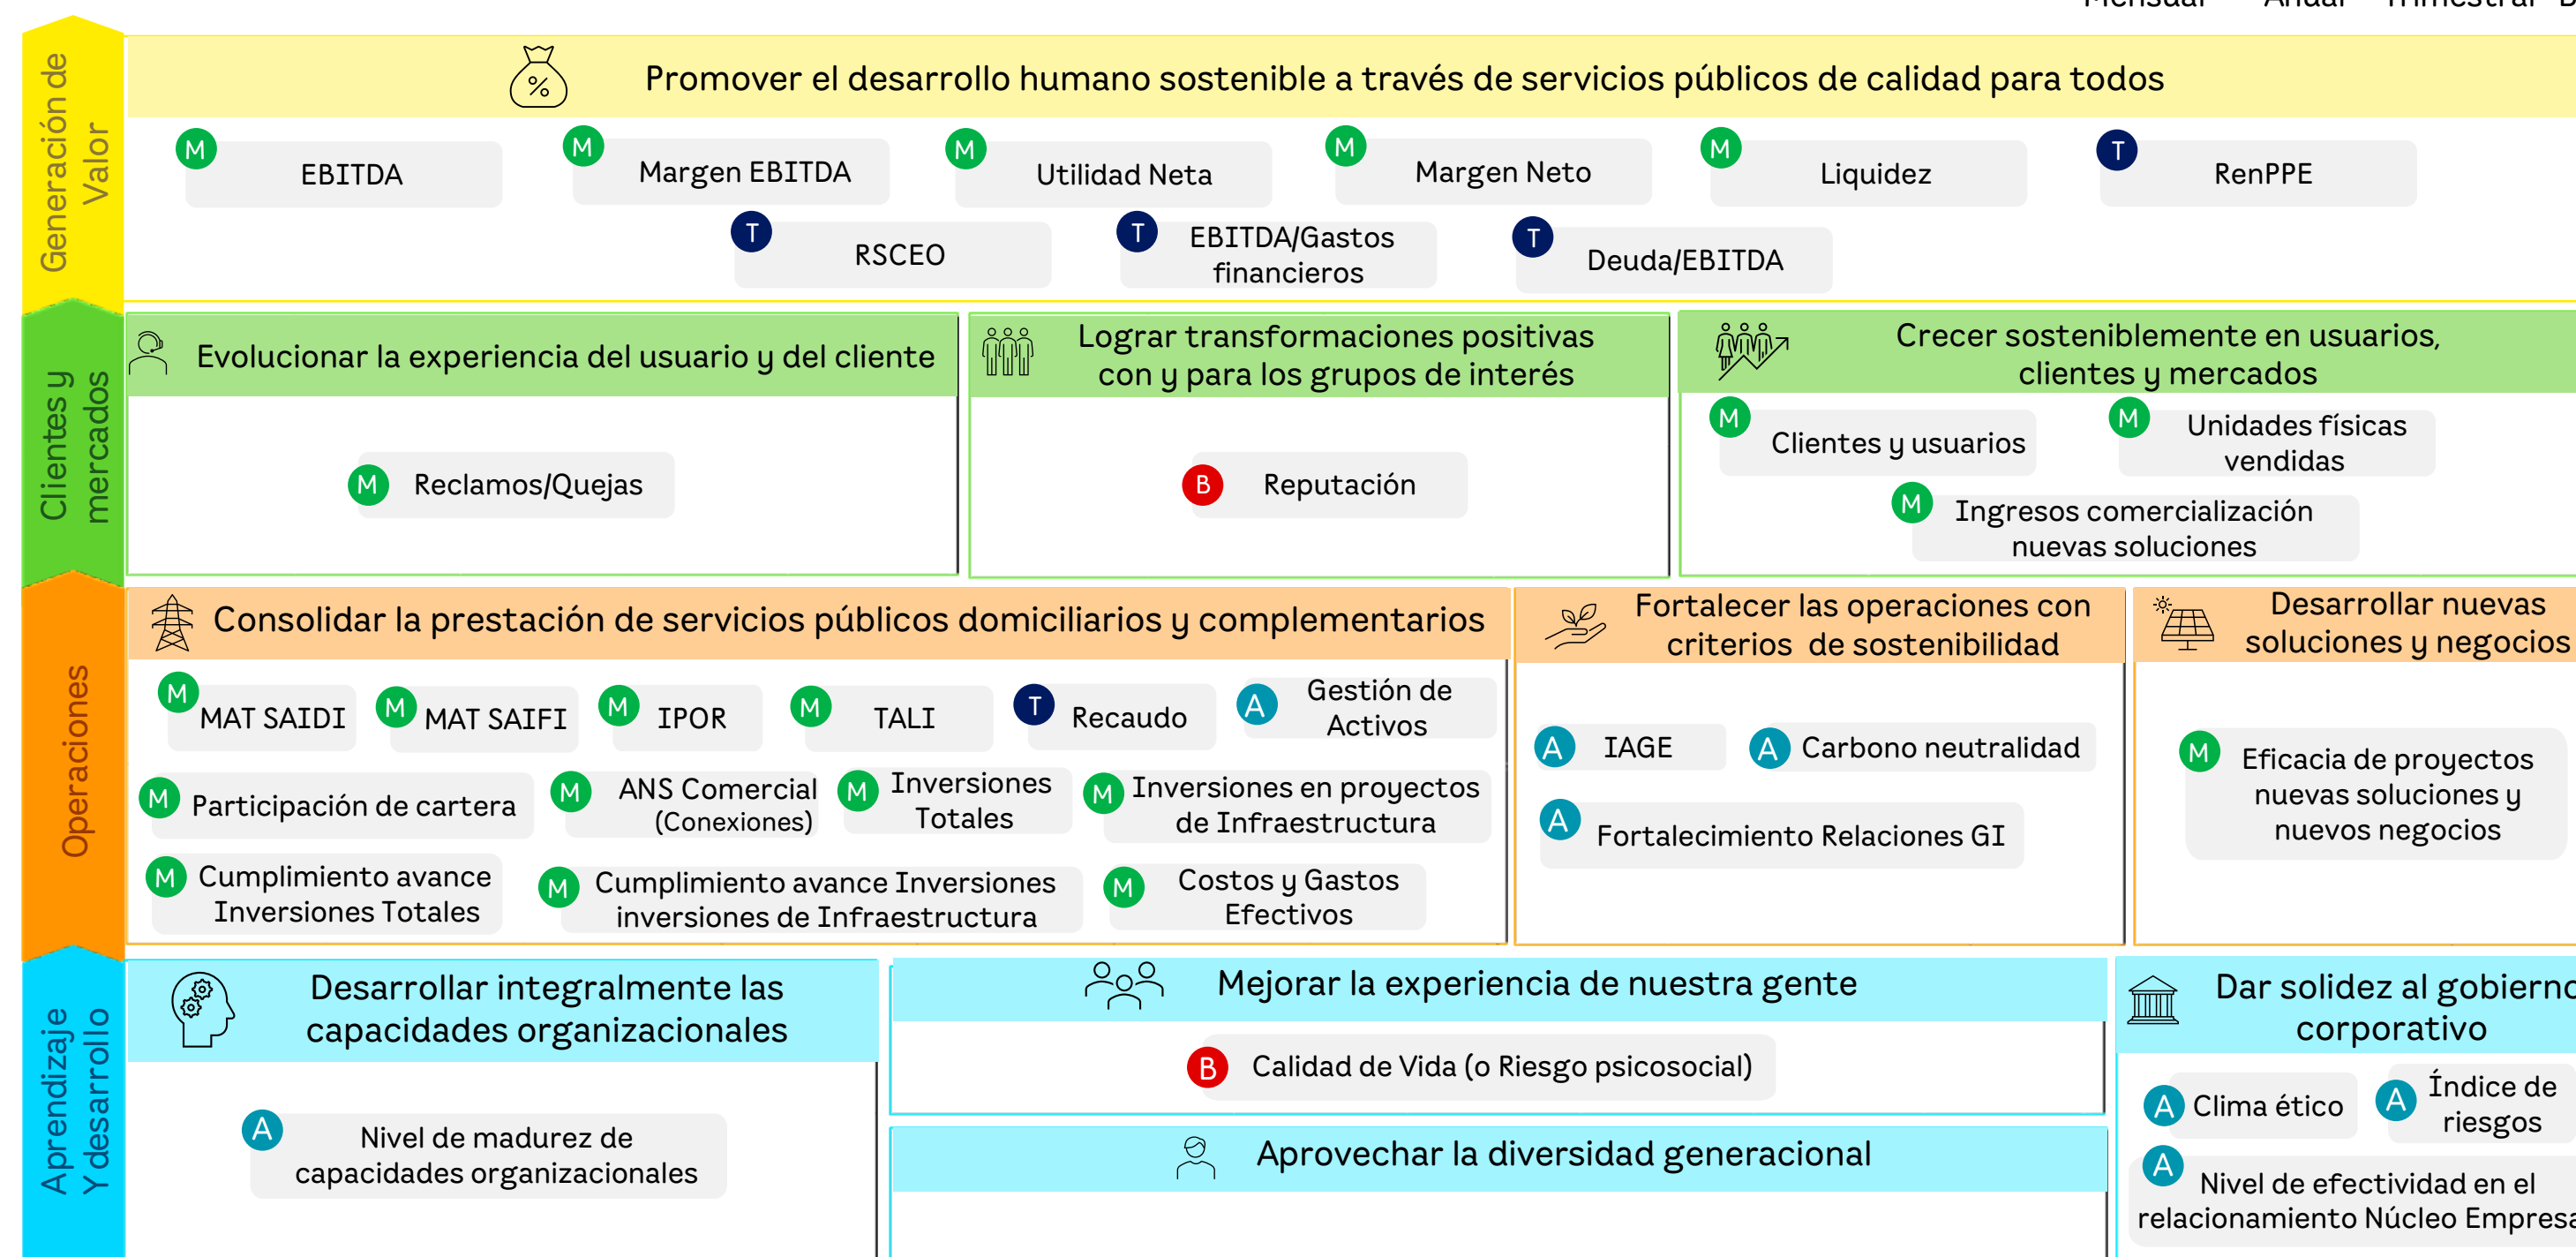 Mensual Anual Trimestral
Generación de
Valor
Promover el desarrollo humano sostenible a través de servicios públicos de calidad para todos
M EBITDA
M Margen EBITDA
M Utilidad Neta
M Margen Neto
M Liquidez
T RenPPE
T RSCEO
T EBITDA/Gastos
financieros
T Deuda/EBITDA
Clientes y
mercados
Evolucionar la experiencia del usuario y del cliente
M Reclamos/Quejas
Lograr transformaciones positivas
con y para los grupos de interés
B Reputación
Crecer sosteniblemente en usuarios,
clientes y mercados
M Clientes y usuarios
M Unidades físicas
vendidas
M Ingresos comercialización
nuevas soluciones
Operaciones
Consolidar la prestación de servicios públicos domiciliarios y complementarios
M MAT SAIDI
M MAT SAIFI
M IPOR
M TALI
T Recaudo
A Gestión de
Activos
M Participación de cartera
M ANS Comercial
(Conexiones)
M Inversiones
Totales
M Inversiones en proyectos
de Infraestructura
M Cumplimiento avance
Inversiones Totales
M Cumplimiento avance Inversiones
inversiones de Infraestructura
M Costos y Gastos
Efectivos
Fortalecer las operaciones con
criterios de sostenibilidad
A IAGE
A Carbono neutralidad
A Fortalecimiento Relaciones GI
Desarrollar nuevas
soluciones y negocios
M Eficacia de proyectos
nuevas soluciones y
nuevos negocios
Aprendizaje
Y desarrollo
Desarrollar integralmente las
capacidades organizacionales
A Nivel de madurez de
capacidades organizacionales
Mejorar la experiencia de nuestra gente
B Calidad de Vida (o Riesgo psicosocial)
Aprovechar la diversidad generacional
Dar solidez al gobierno
corporativo
A Clima ético
A Índice de
riesgos
A Nivel de efectividad en el
relacionamiento Núcleo Empresa